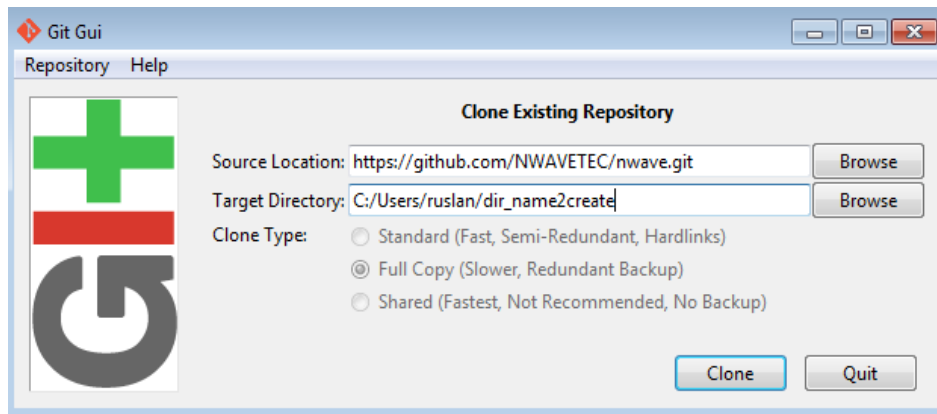 Git Gui
Repository Help
GIT
Clone Existing Repository
Source Location: https://github.com/NWAVETEC/nwave.git Browse
Target Directory: C:/Users/ruslan/dir_name2create Browse
Clone Type: Standard (Fast, Semi-Redundant, Hardlinks)
Full Copy (Slower, Redundant Backup)
Shared (Fastest, Not Recommended, No Backup)
Clone Quit